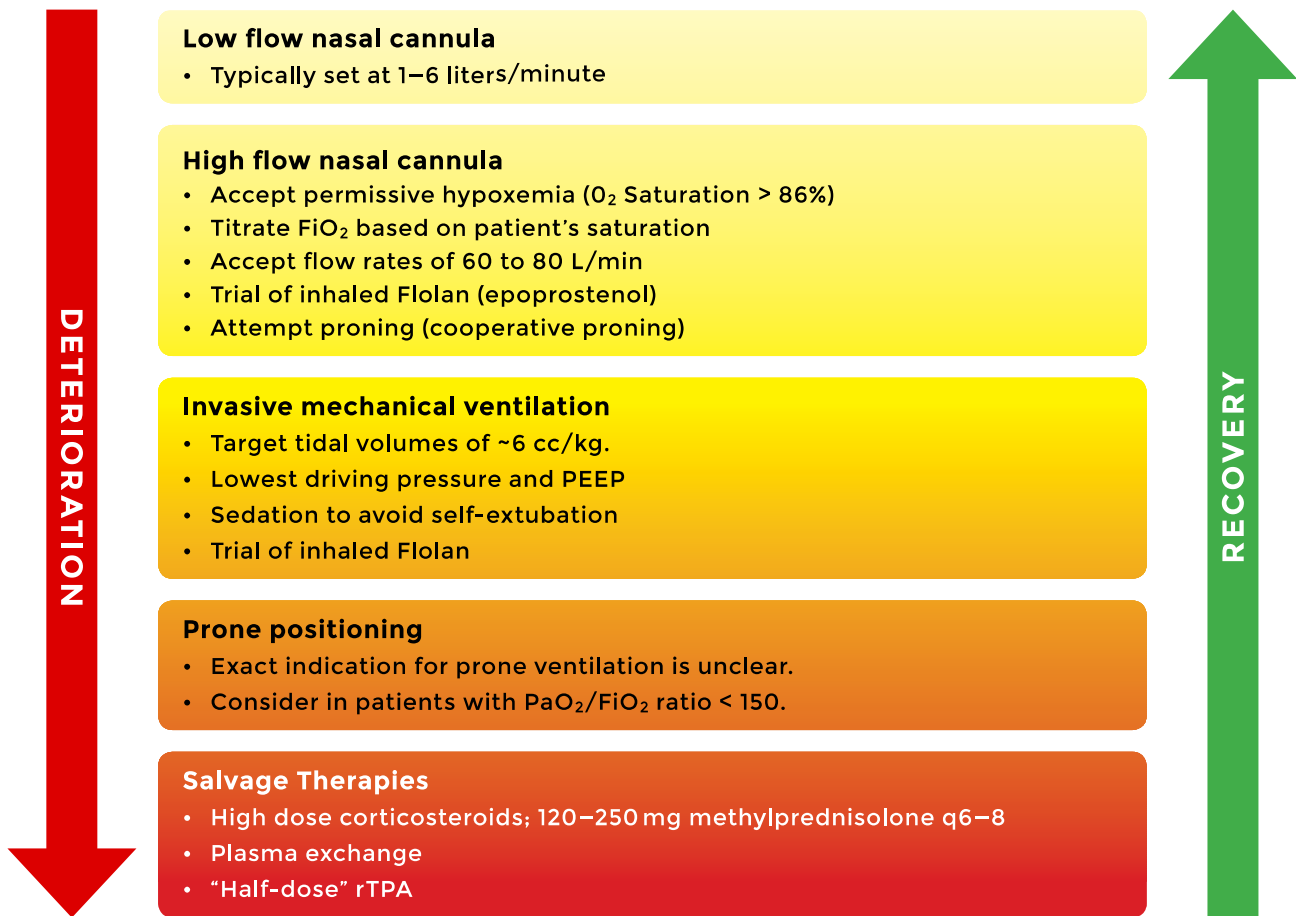 DETERIORATION
Low flow nasal cannula
• Typically set at 1–6 liters/minute
High flow nasal cannula
• Accept permissive hypoxemia (0₂ Saturation > 86%)
• Titrate FiO₂ based on patient's saturation
• Accept flow rates of 60 to 80 L/min
• Trial of inhaled Flolan (epoprostenol)
• Attempt proning (cooperative proning)
Invasive mechanical ventilation
• Target tidal volumes of ~6 cc/kg.
• Lowest driving pressure and PEEP
• Sedation to avoid self-extubation
• Trial of inhaled Flolan
Prone positioning
• Exact indication for prone ventilation is unclear.
• Consider in patients with PaO₂/FiO₂ ratio < 150.
Salvage Therapies
• High dose corticosteroids; 120–250 mg methylprednisolone q6–8
• Plasma exchange
• “Half-dose” rTPA
RECOVERY